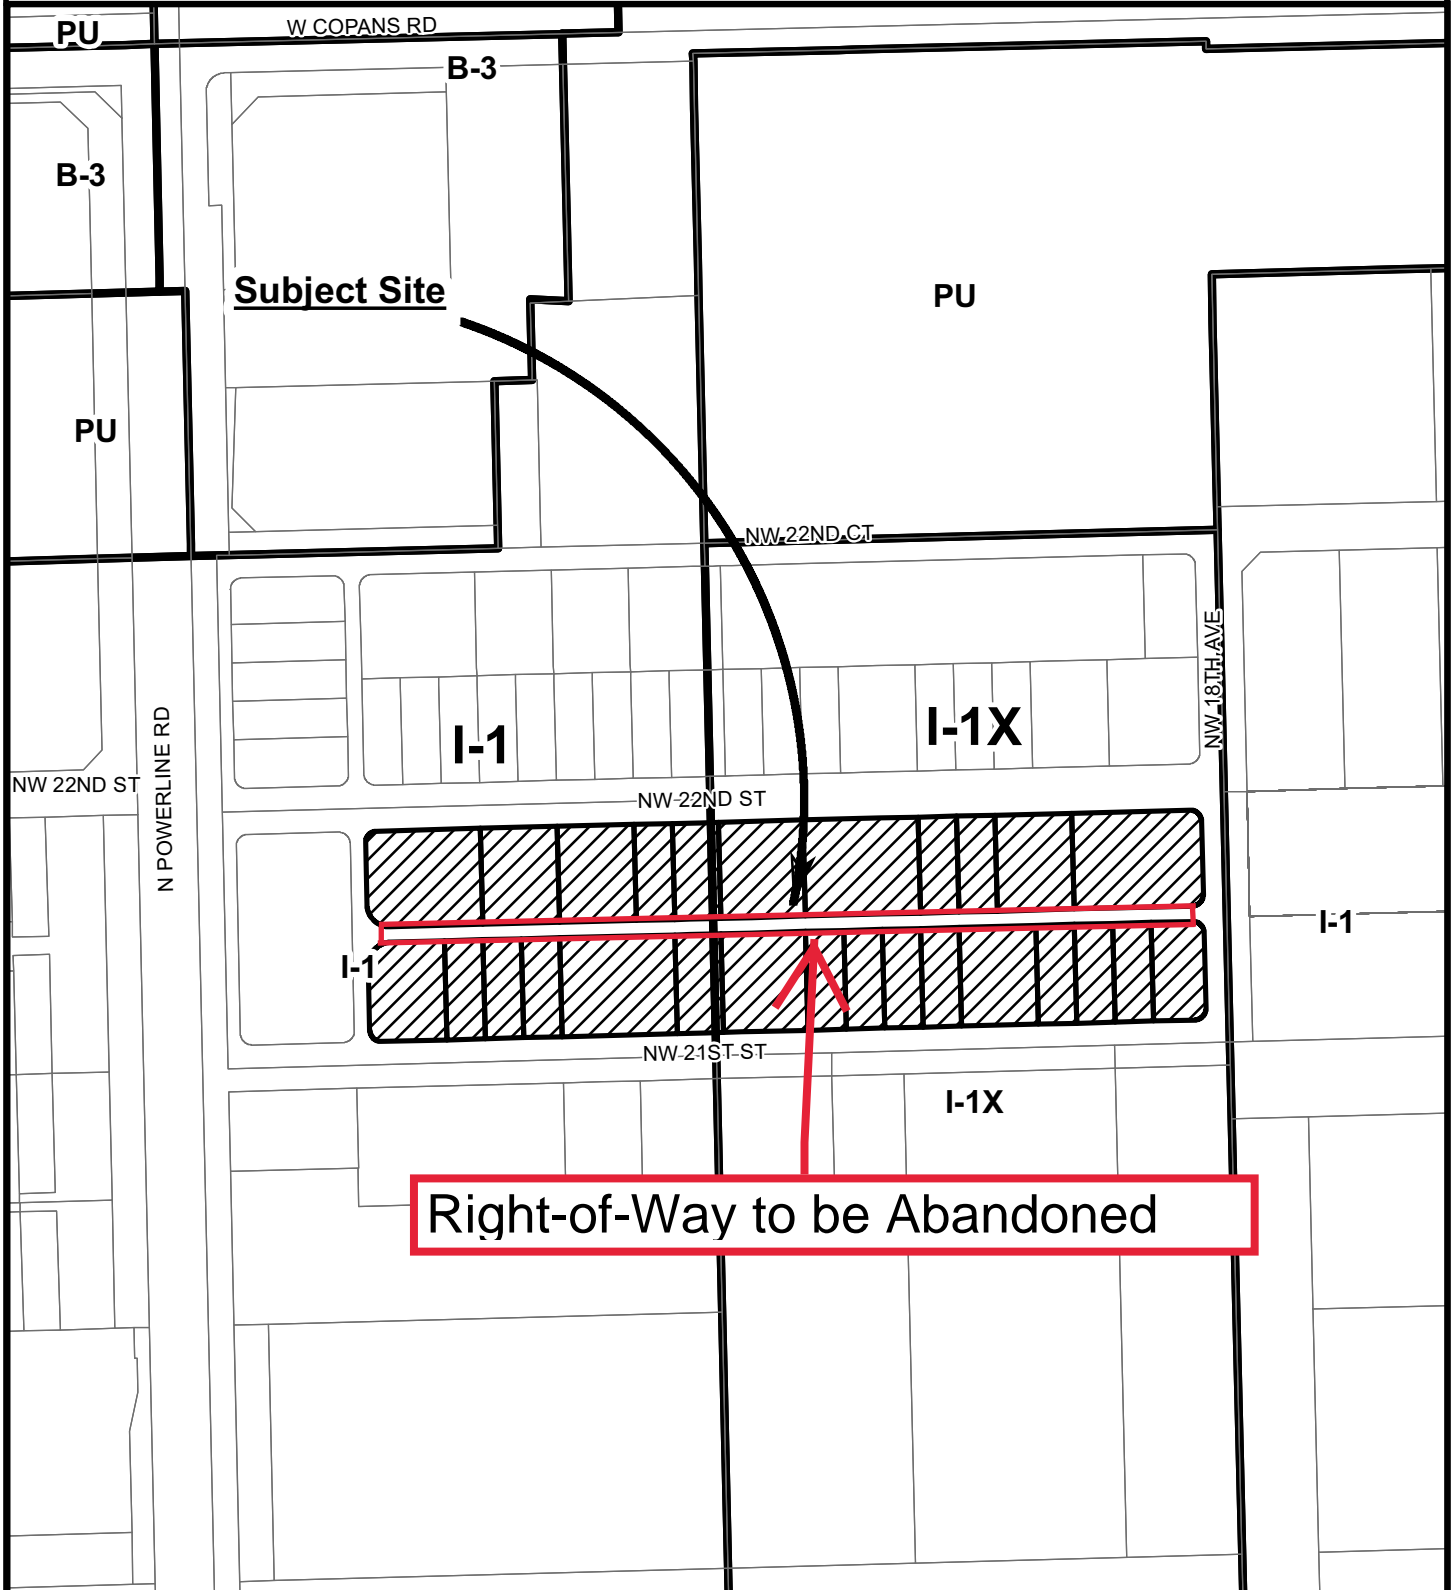 PU
W COPANS RD
B-3
B-3
Subject Site
PU
PU
NW 22ND CT
NW 18TH AVE
N POWERLINE RD
I-1
I-1X
NW 22ND ST
NW 22ND ST
I-1
I-1
NW 21ST ST
I-1X
Right-of-Way to be Abandoned